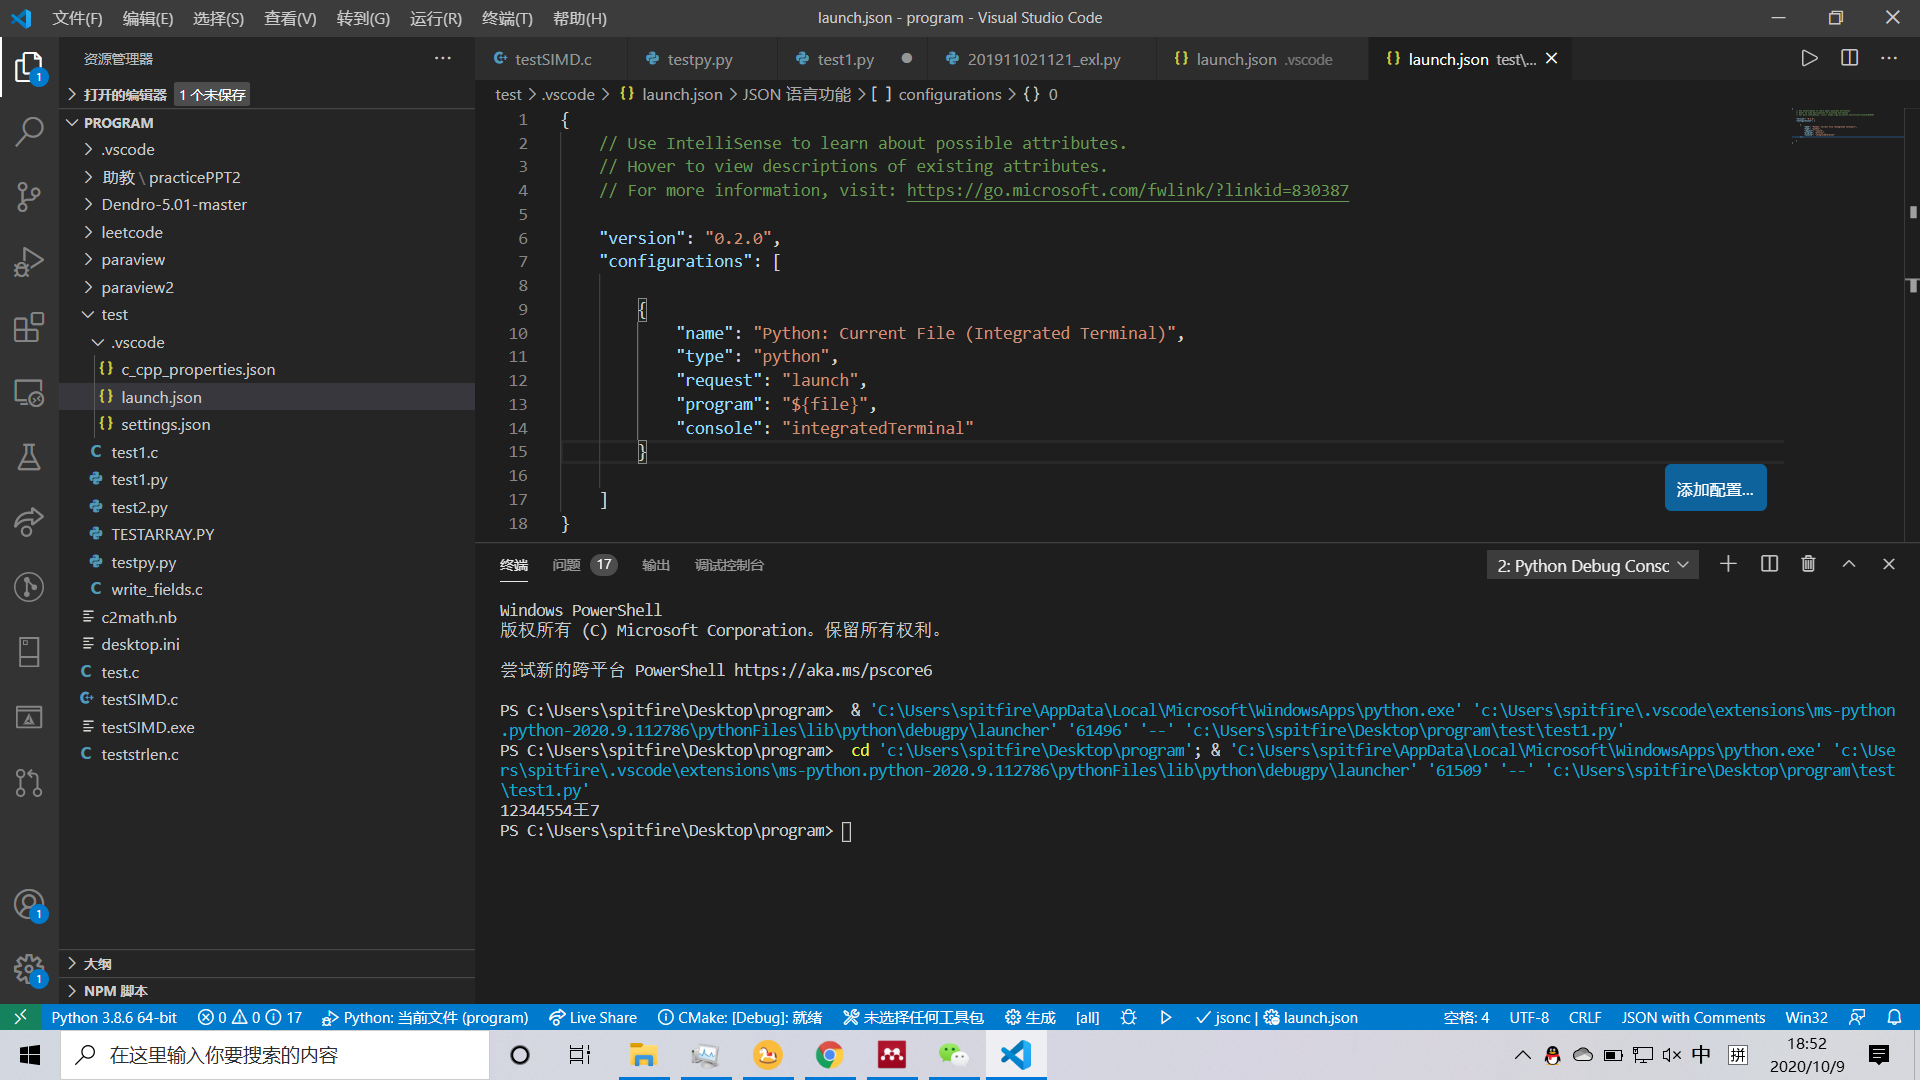 文件(F) 编辑(E) 选择(S) 查看(V) 转到(G) 运行(R) 终端(T) 帮助(H)
launch.json - program - Visual Studio Code
资源管理器
打开的编辑器 1 个未保存
PROGRAM
.vscode
助教 \ practicePPT2
Dendro-5.01-master
leetcode
paraview
paraview2
test
.vscode
c_cpp_properties.json
launch.json
settings.json
test1.c
test1.py
test2.py
TESTARRAY.PY
testpy.py
write_fields.c
c2math.nb
desktop.ini
test.c
testSIMD.c
testSIMD.exe
teststrlen.c
大纲
NPM 脚本
1
1
1
testSIMD.c testpy.py test1.py 201911021121_exl.py launch.json .vscode launch.json test\...
test > .vscode > {} launch.json > JSON 语言功能 > [ ] configurations > {} 0
1 {
2 // Use IntelliSense to learn about possible attributes.
3 // Hover to view descriptions of existing attributes.
4 // For more information, visit: https://go.microsoft.com/fwlink/?linkid=830387
5
6 "version": "0.2.0",
7 "configurations": [
8
9 {
10 "name": "Python: Current File (Integrated Terminal)",
11 "type": "python",
12 "request": "launch",
13 "program": "${file}",
14 "console": "integratedTerminal"
15 }
16
17 ]
18 }
添加配置...
终端 问题 17 输出 调试控制台
2: Python Debug Consc
Windows PowerShell
版权所有 (C) Microsoft Corporation。保留所有权利。
尝试新的跨平台 PowerShell https://aka.ms/pscore6
PS C:\Users\spitfire\Desktop\program> & 'C:\Users\spitfire\AppData\Local\Microsoft\WindowsApps\python.exe' 'c:\Users\spitfire\.vscode\extensions\ms-python
.python-2020.9.112786\pythonFiles\lib\python\debugpy\launcher' '61496' '--' 'c:\Users\spitfire\Desktop\program\test\test1.py'
PS C:\Users\spitfire\Desktop\program> cd 'c:\Users\spitfire\Desktop\program'; & 'C:\Users\spitfire\AppData\Local\Microsoft\WindowsApps\python.exe' 'c:\Use
rs\spitfire\.vscode\extensions\ms-python.python-2020.9.112786\pythonFiles\lib\python\debugpy\launcher' '61509' '--' 'c:\Users\spitfire\Desktop\program\test
\test1.py'
12344554王7
PS C:\Users\spitfire\Desktop\program>
Python 3.8.6 64-bit 0 0 17 Python: 当前文件 (program) Live Share CMake: [Debug]: 就绪 未选择任何工具包 生成 [all] jsonc | launch.json 空格: 4 UTF-8 CRLF JSON with Comments Win32
在这里输入你要搜索的内容
中 拼
18:52
2020/10/9